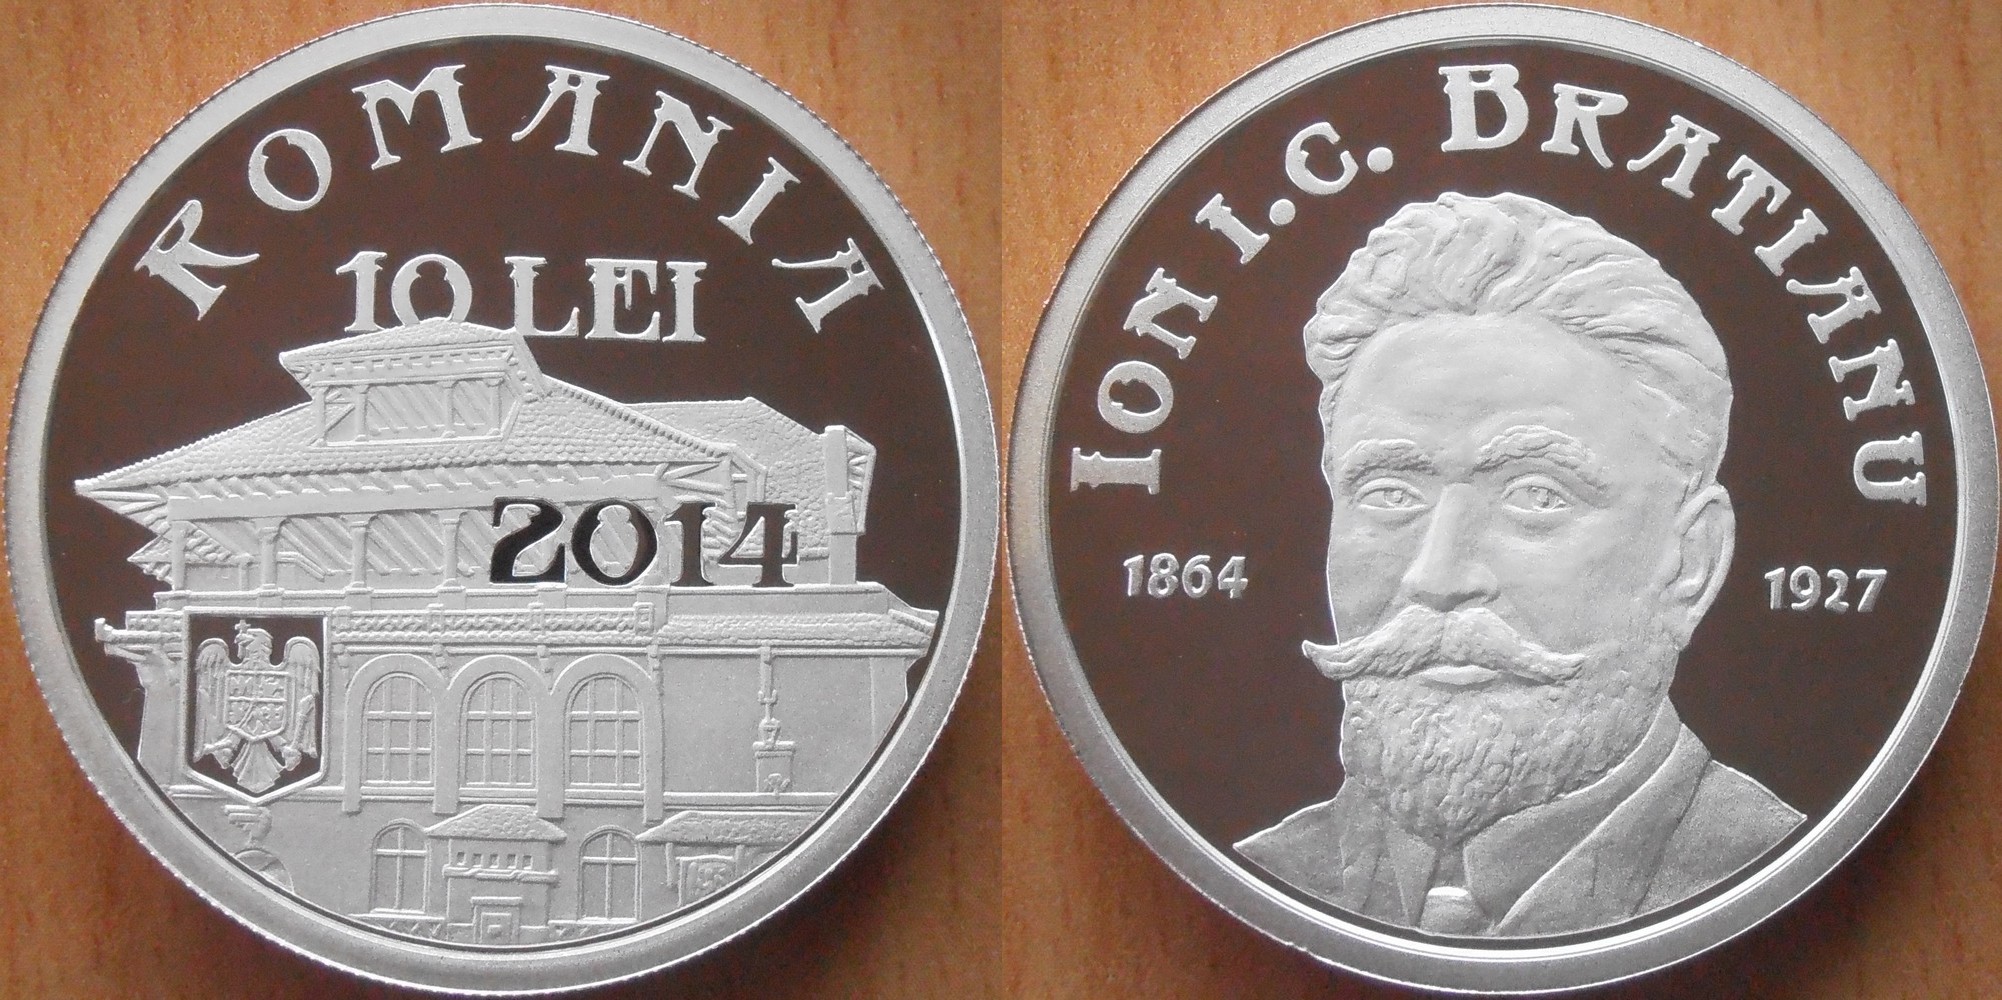 ROMANIA
10 LEI
2014
ION I.C. BRATIANU
1864
1927